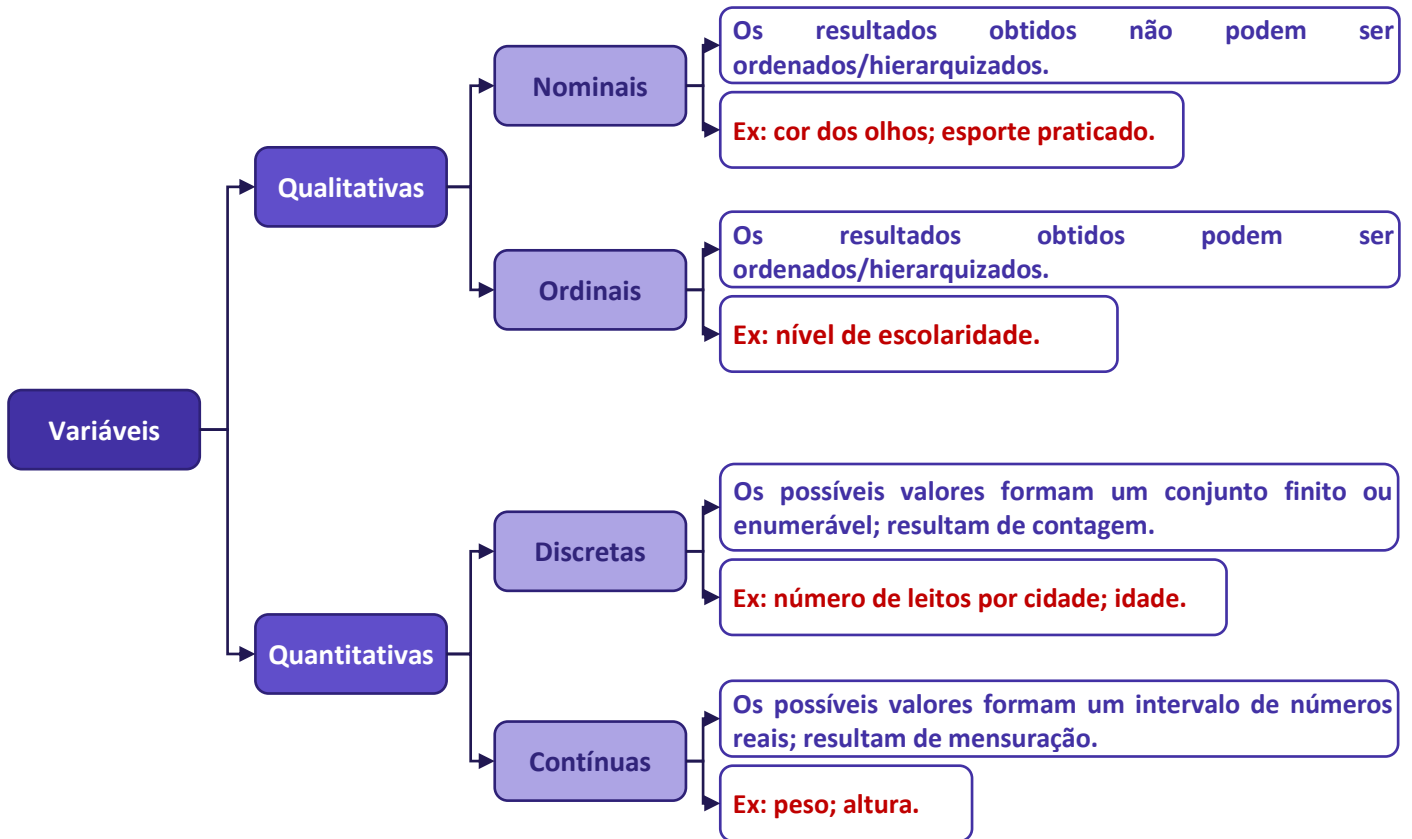 Variáveis
Qualitativas
Nominais
Os resultados obtidos não podem ser
ordenados/hierarquizados.
Ex: cor dos olhos; esporte praticado.
Ordinais
Os resultados obtidos podem ser
ordenados/hierarquizados.
Ex: nível de escolaridade.
Quantitativas
Discretas
Os possíveis valores formam um conjunto finito ou
enumerável; resultam de contagem.
Ex: número de leitos por cidade; idade.
Contínuas
Os possíveis valores formam um intervalo de números
reais; resultam de mensuração.
Ex: peso; altura.